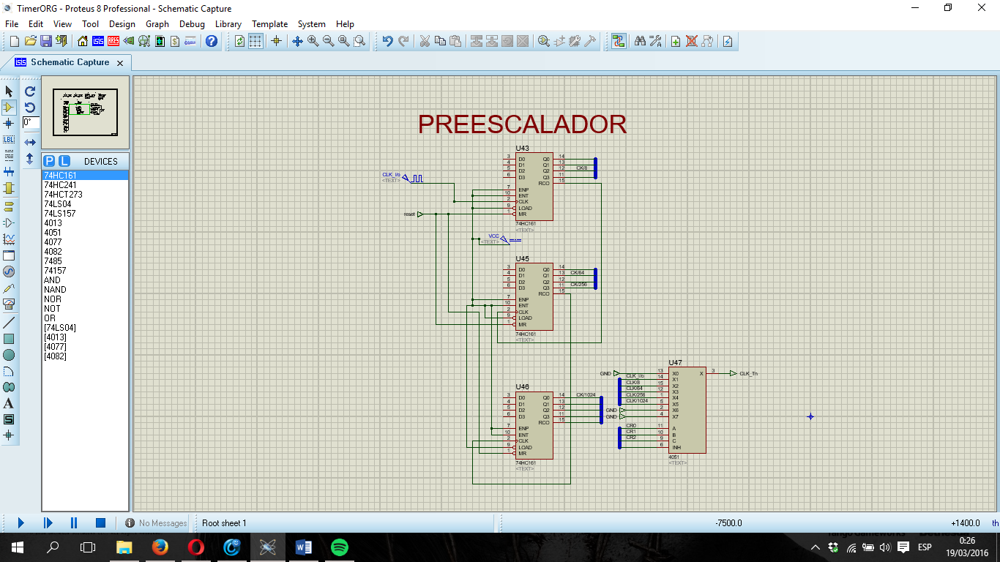 TimerORG - Proteus 8 Professional - Schematic Capture
File Edit View Tool Design Graph Debug Library Template System Help
Schematic Capture
0°
P L DEVICES
74HC161
74HC241
74HCT273
74LS04
74LS157
4013
4051
4077
4082
7485
74157
AND
NAND
NOR
NOT
OR
[74LS04]
[4013]
[4077]
[4082]
LBL
A
S
PREESCALADOR
U43
3 D0 Q0 14
4 D1 Q1 13
5 D2 Q2 12 CK/8
6 D3 Q3 11
RCO 15
7 ENP
10 ENT
2 CLK
9 LOAD
1 MR
74HC161
<TEXT>
CLK_I/o
<TEXT>
reset
VCC
<TEXT>
U45
3 D0 Q0 14
4 D1 Q1 13 CK/64
5 D2 Q2 12
6 D3 Q3 11 CK/256
RCO 15
7 ENP
10 ENT
2 CLK
9 LOAD
1 MR
74HC161
<TEXT>
U46
3 D0 Q0 14 CK/1024
4 D1 Q1 13
5 D2 Q2 12
6 D3 Q3 11
RCO 15
7 ENP
10 ENT
2 CLK
9 LOAD
1 MR
74HC161
<TEXT>
U47
GND 13 X0 X 3 CLK_Tn
CLK_I/o 14 X1
CLK/8 15 X2
CLK/64 12 X3
CLK/256 1 X4
CLK/1024 5 X5
GND 2 X6
GND 4 X7
CR0 11 A
CR1 10 B
CR2 9 C
6 INH
4051
<TEXT>
No Messages Root sheet 1 -7500.0 +1400.0 th
ESP
0:26
19/03/2016